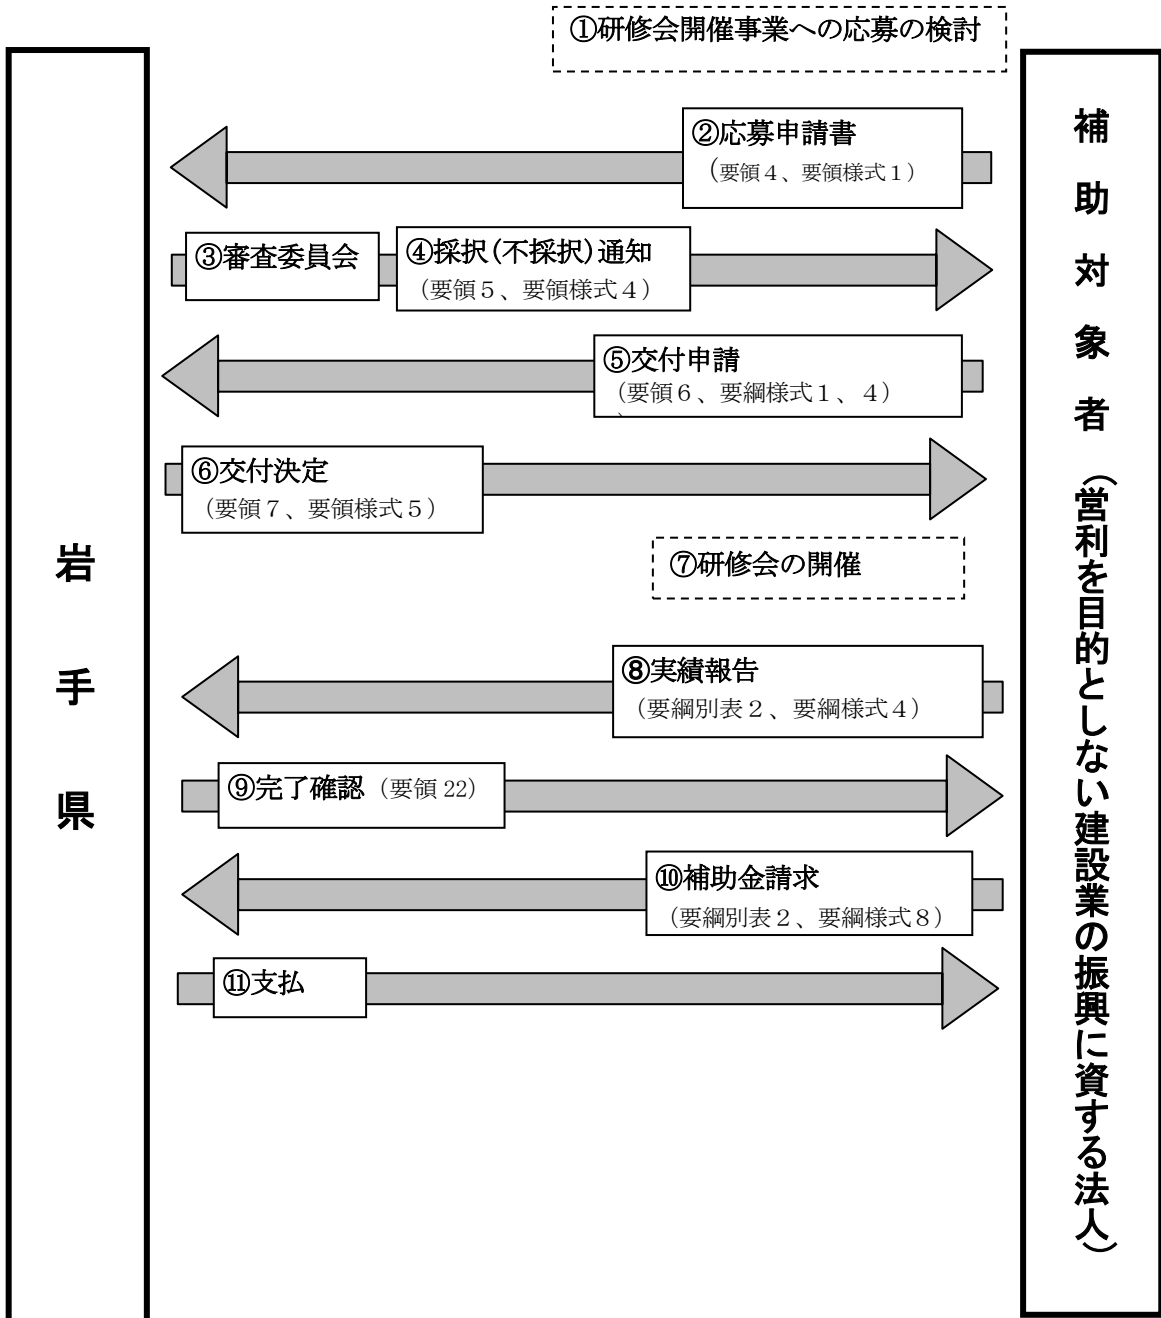 ①研修会開催事業への応募の検討
②応募申請書
（要領４、要領様式１）
③審査委員会
④採択（不採択）通知
（要領５、要領様式４）
⑤交付申請
（要領６、要綱様式１、４）
⑥交付決定
（要領７、要領様式５）
⑦研修会の開催
⑧実績報告
（要綱別表２、要綱様式４）
⑨完了確認（要領 22）
⑩補助金請求
（要綱別表２、要綱様式８）
⑪支払
岩手県
補助対象者（営利を目的としない建設業の振興に資する法人）